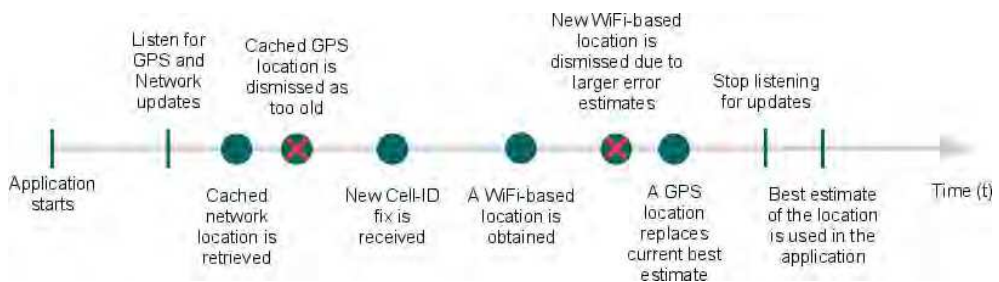 Application
starts
Listen for
GPS and
Network
updates
Cached
network
location is
retrieved
Cached GPS
location is
dismissed as
too old
New Cell-ID
fix is
received
A WiFi-based
location is
obtained
New WiFi-based
location is
dismissed due to
larger error
estimates
A GPS
location
replaces
current best
estimate
Stop listening
for updates
Best estimate
of the location
is used in the
application
Time (t)